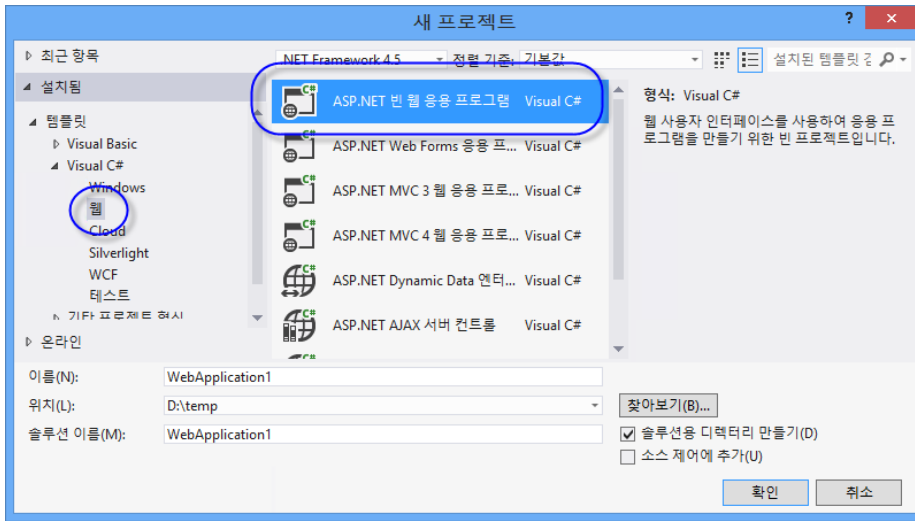 새 프로젝트
?
최근 항목
.NET Framework 4.5
정렬 기준: 기본값
설치된 템플릿 검
설치됨
템플릿
Visual Basic
Visual C#
Windows
웹
Cloud
Silverlight
WCF
테스트
기타 프로젝트 형식
온라인
ASP.NET 빈 웹 응용 프로그램 Visual C#
ASP.NET Web Forms 응용 프... Visual C#
ASP.NET MVC 3 웹 응용 프로... Visual C#
ASP.NET MVC 4 웹 응용 프로... Visual C#
ASP.NET Dynamic Data 엔터... Visual C#
ASP.NET AJAX 서버 컨트롤 Visual C#
형식: Visual C#
웹 사용자 인터페이스를 사용하여 응용 프
로그램을 만들기 위한 빈 프로젝트입니다.
이름(N): WebApplication1
위치(L): D:\temp
찾아보기(B)...
솔루션 이름(M): WebApplication1
솔루션용 디렉터리 만들기(D)
소스 제어에 추가(U)
확인
취소